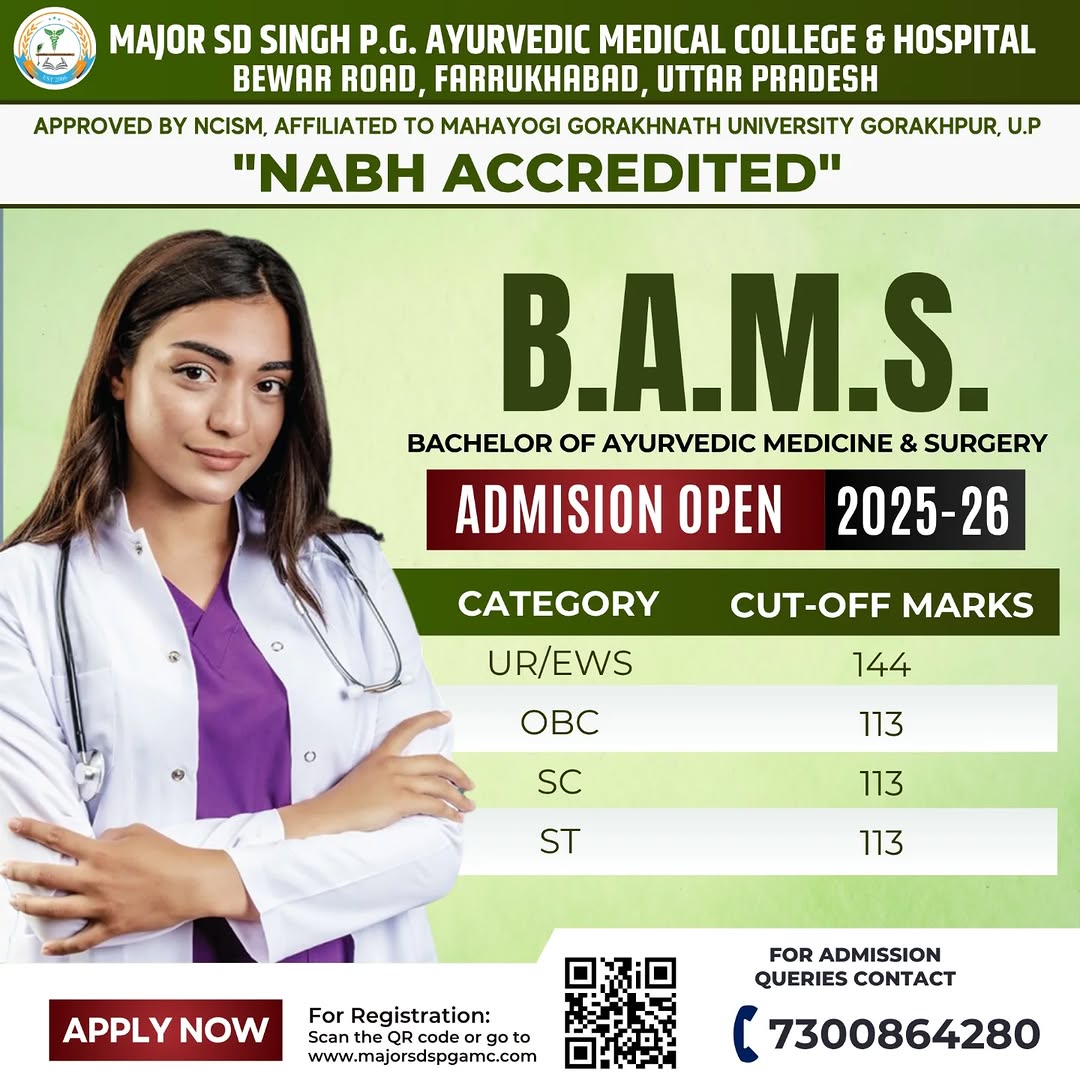 MAJOR SD SINGH P.G. AYURVEDIC MEDICAL COLLEGE & HOSPITAL
BEWAR ROAD, FARRUKHABAD, UTTAR PRADESH
APPROVED BY NCISM, AFFILIATED TO MAHAYOGI GORAKHNATH UNIVERSITY GORAKHPUR, U.P
"NABH ACCREDITED"
B.A.M.S.
BACHELOR OF AYURVEDIC MEDICINE & SURGERY
ADMISION OPEN 2025-26
CATEGORY CUT-OFF MARKS
UR/EWS 144
OBC 113
SC 113
ST 113
APPLY NOW
For Registration:
Scan the QR code or go to
www.majorsdspgamc.com
FOR ADMISSION
QUERIES CONTACT
7300864280